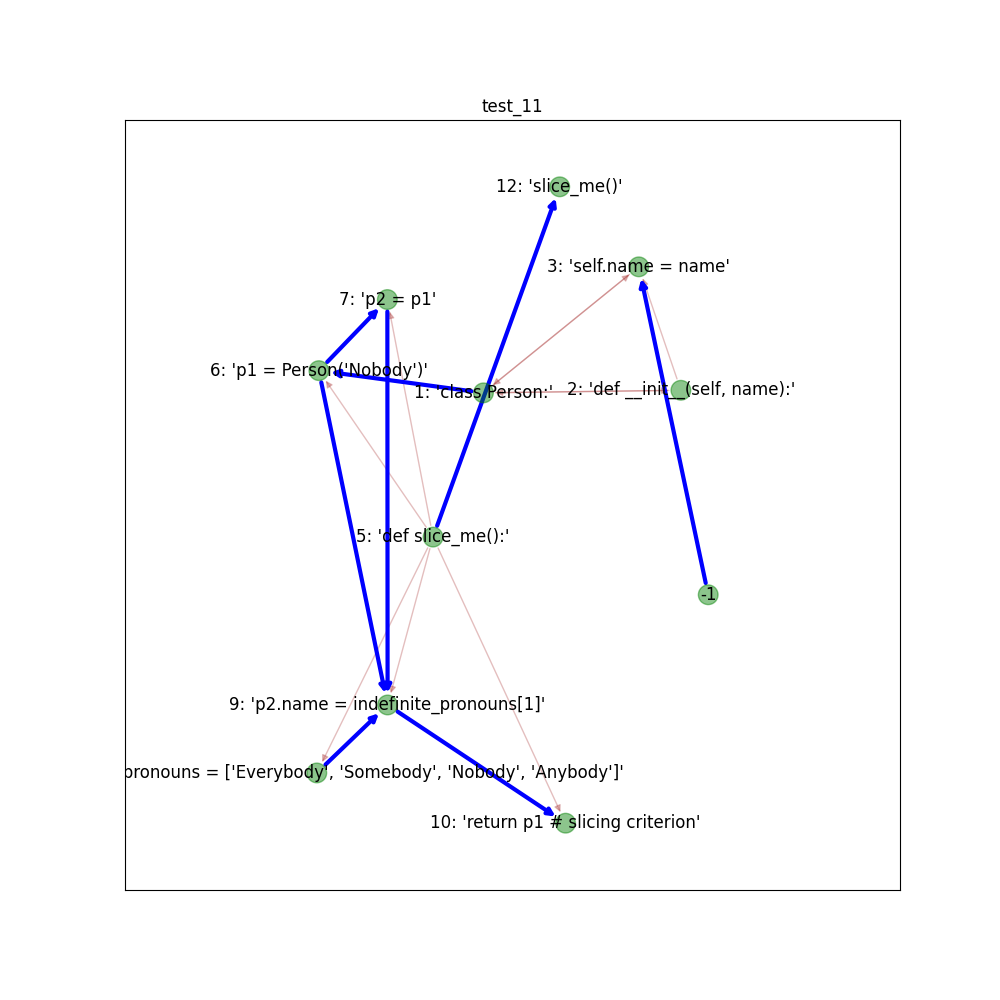 test_11
12: 'slice_me()'
3: 'self.name = name'
7: 'p2 = p1'
6: 'p1 = Person('Nobody')'
1: 'class Person:'
2: 'def __init__(self, name):'
5: 'def slice_me():'
-1
9: 'p2.name = indefinite_pronouns[1]'
pronouns = ['Everybody', 'Somebody', 'Nobody', 'Anybody']'
10: 'return p1 # slicing criterion'